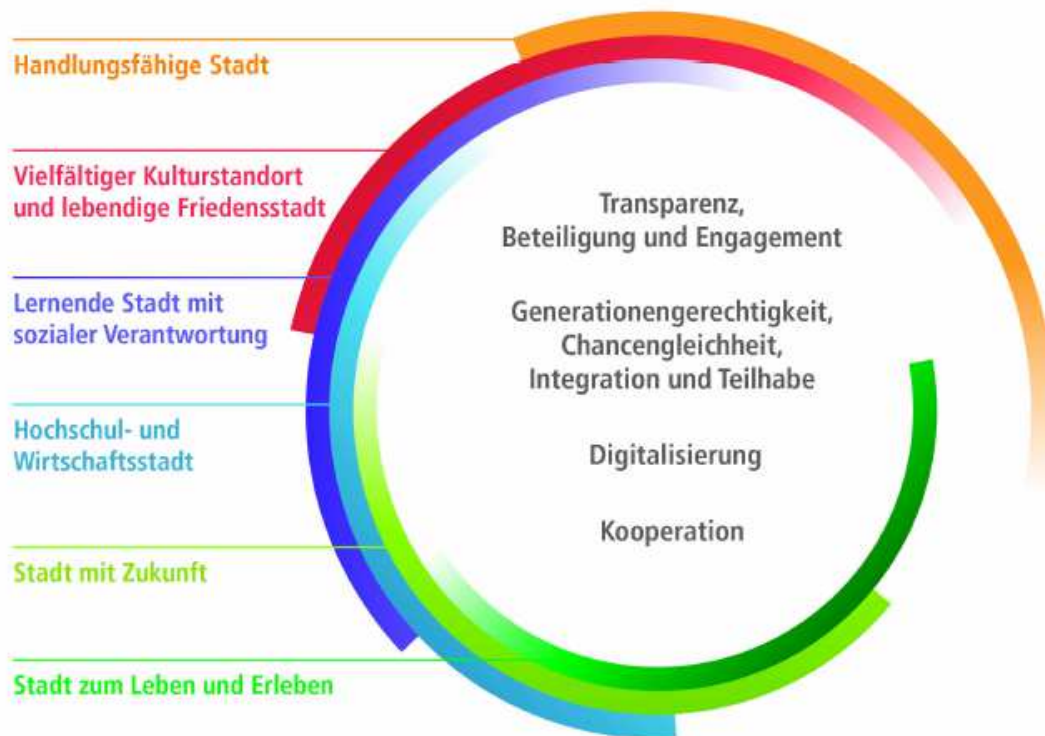 Handlungsfähige Stadt
Vielfältiger Kulturstandort
und lebendige Friedensstadt
Lernende Stadt mit
sozialer Verantwortung
Hochschul- und
Wirtschaftsstadt
Stadt mit Zukunft
Stadt zum Leben und Erleben
Transparenz,
Beteiligung und Engagement
Generationengerechtigkeit,
Chancengleichheit,
Integration und Teilhabe
Digitalisierung
Kooperation